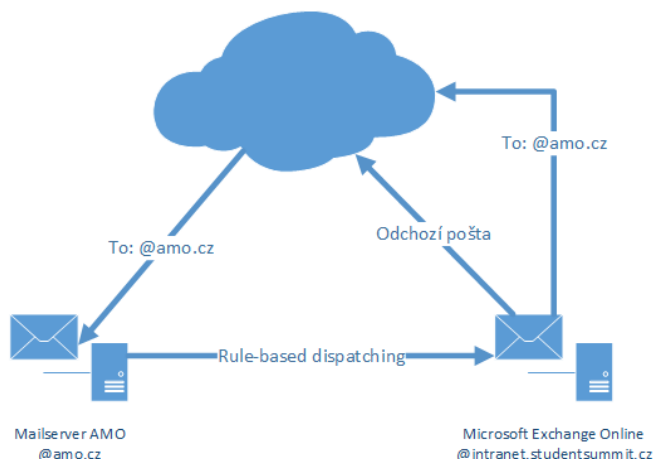 To: @amo.cz
Odchozí pošta
To: @amo.cz
Rule-based dispatching
Mailserver AMO
@amo.cz
Microsoft Exchange Online
@intranet.studentsummit.cz